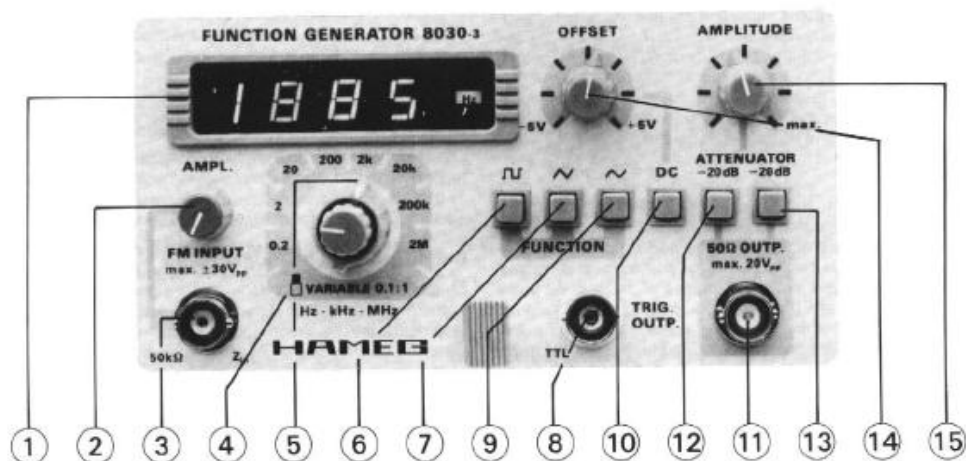 FUNCTION GENERATOR 8030-3
OFFSET
AMPLITUDE
1885 Hz
-5V
+5V
max.
AMPL.
20
200
2k
20k
2
200k
0.2
2M
DC
ATTENUATOR
-20dB -20dB
FUNCTION
FM INPUT
max. ±30Vpp
50Ω OUTP.
max. 20Vpp
VARIABLE 0.1:1
Hz - kHz - MHz
TRIG.
OUTP.
HAMEG
50kΩ
TTL
1 2 3 4 5 6 7 9 8 10 12 11 13 14 15